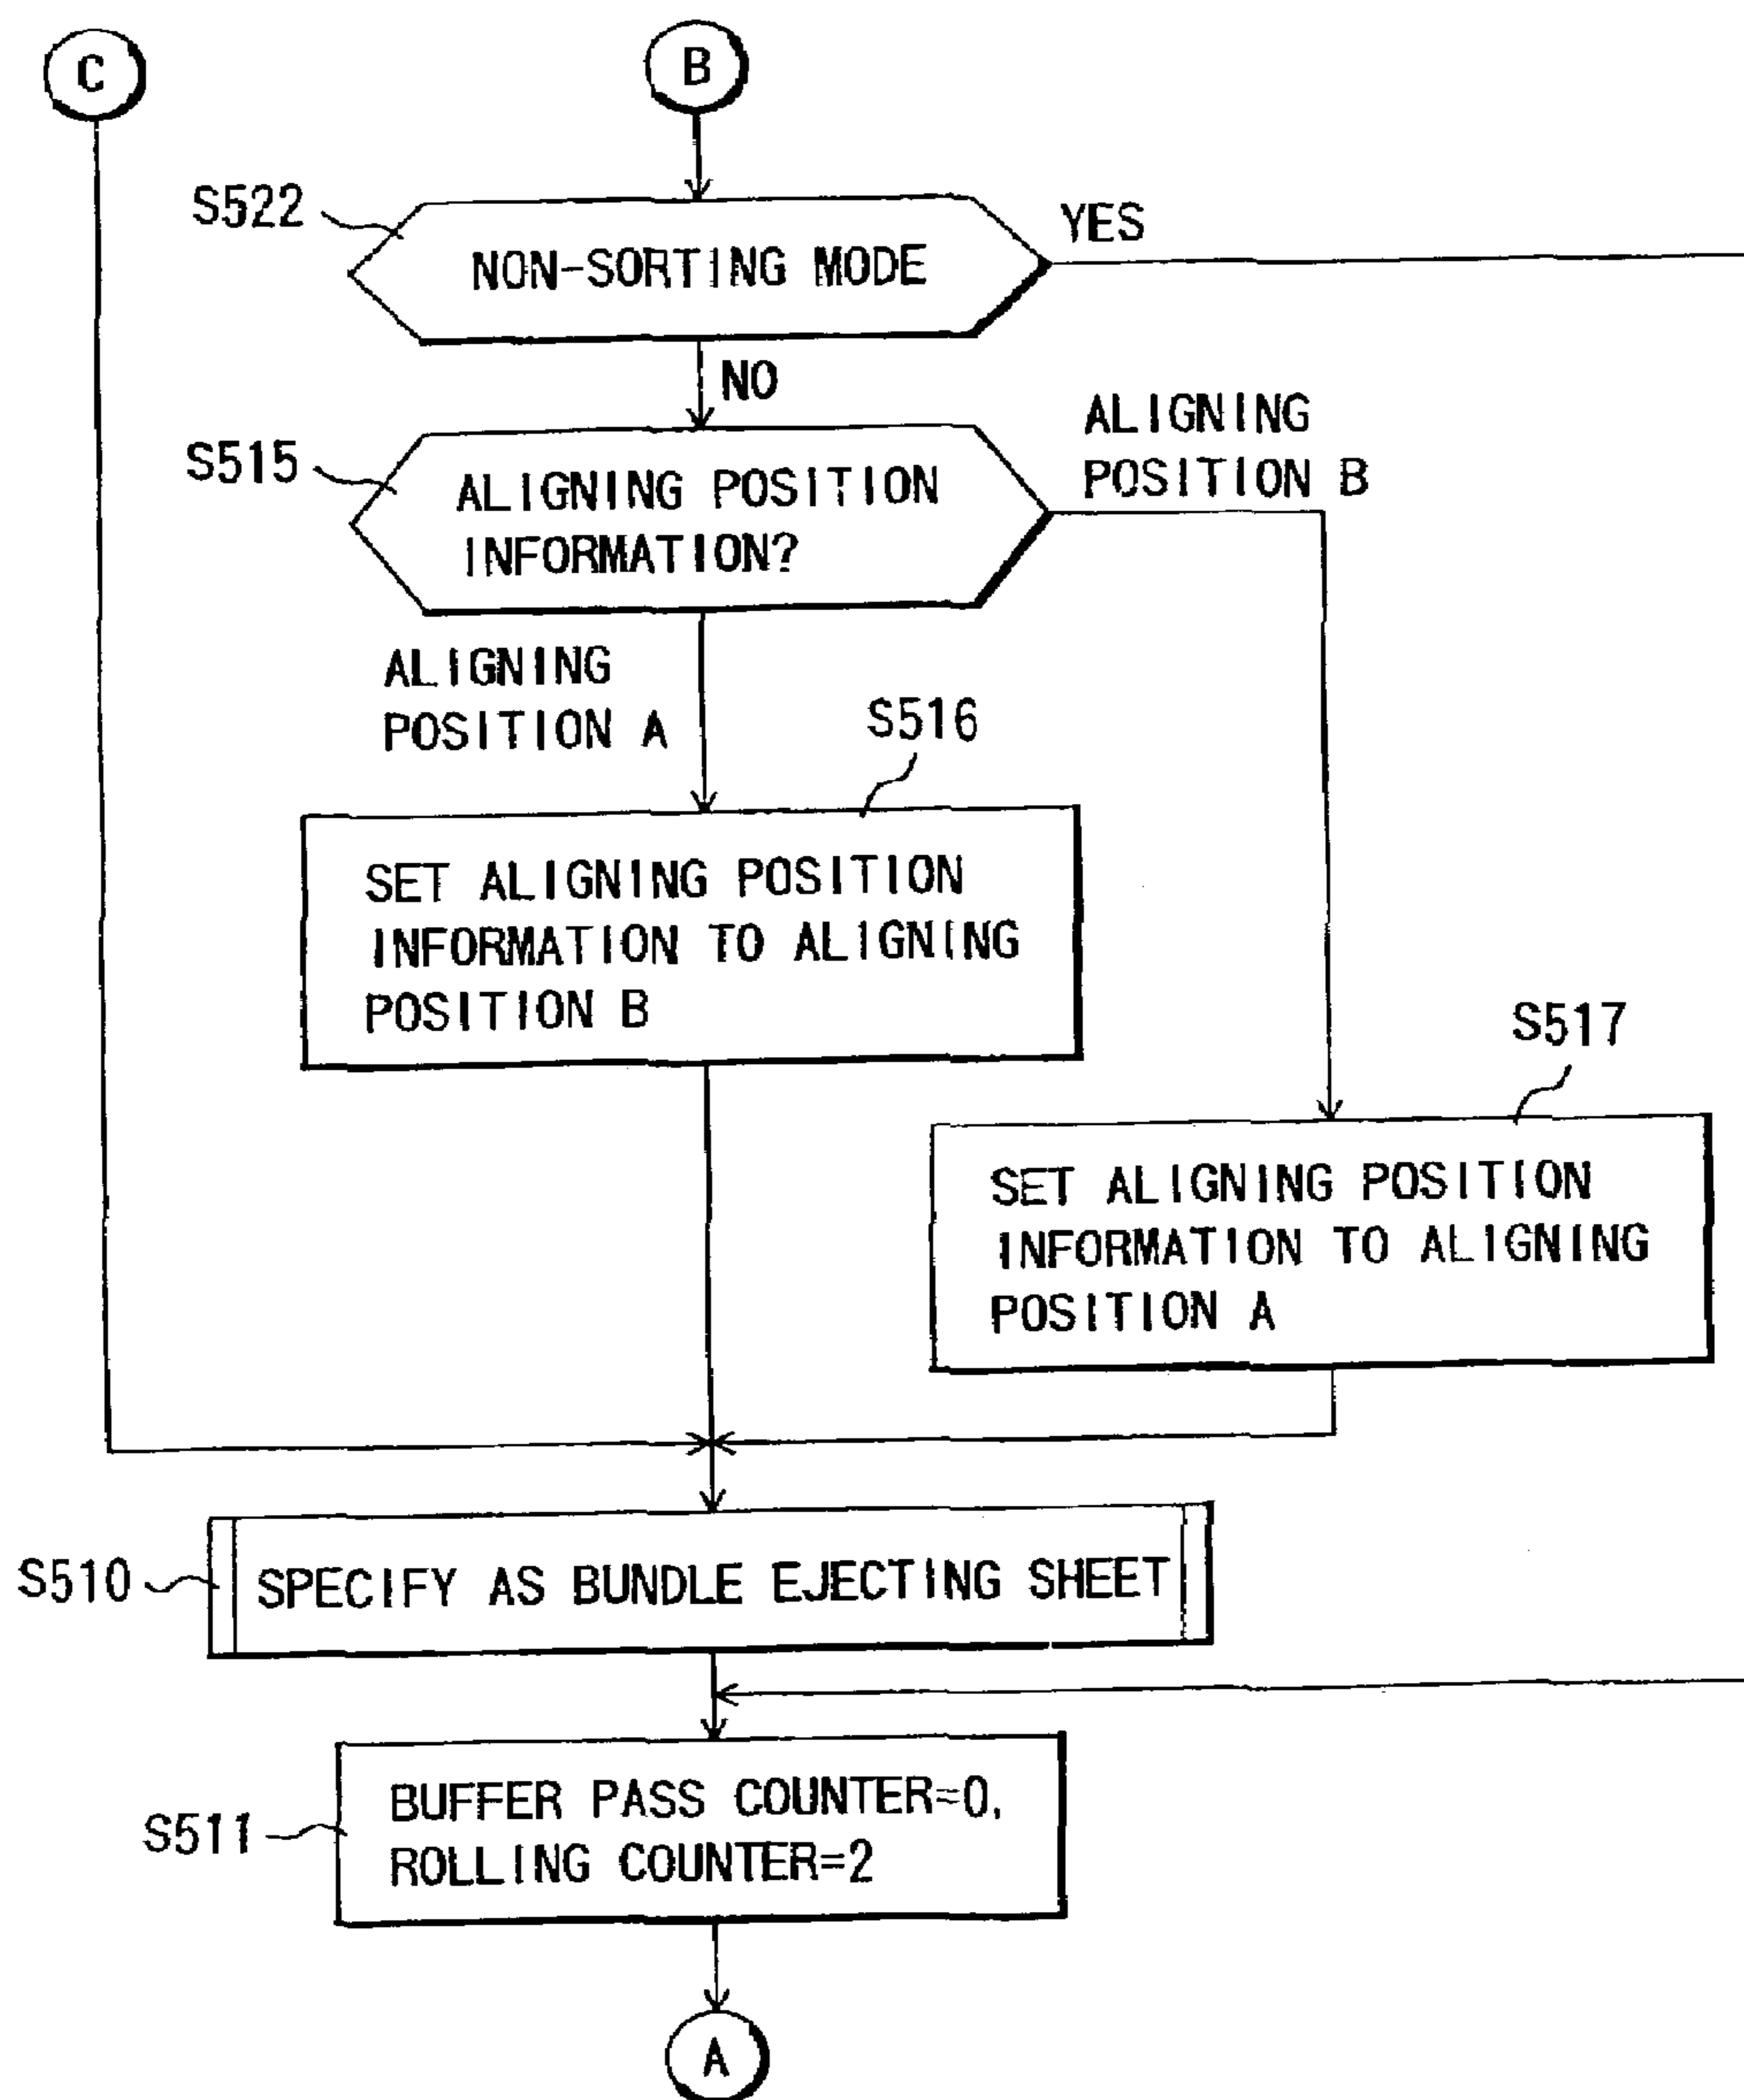 C
B
S522
NON-SORTING MODE
YES
NO
S515
ALIGNING POSITION
INFORMATION?
ALIGNING
POSITION B
ALIGNING
POSITION A
S516
SET ALIGNING POSITION
INFORMATION TO ALIGNING
POSITION B
S517
SET ALIGNING POSITION
INFORMATION TO ALIGNING
POSITION A
S510
SPECIFY AS BUNDLE EJECTING SHEET
S511
BUFFER PASS COUNTER=0,
ROLLING COUNTER=2
A